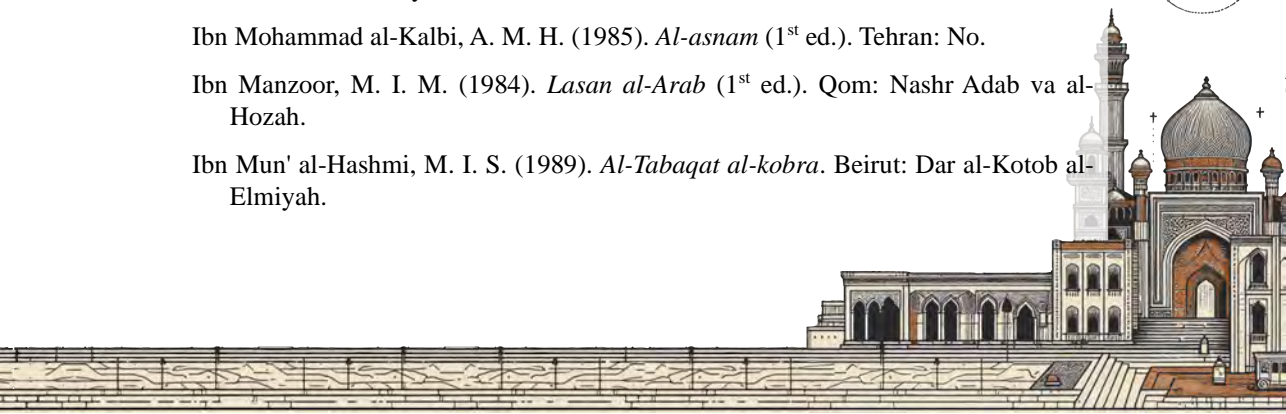 Ibn Mohammad al-Kalbi, A. M. H. (1985). Al-asnam (1st ed.). Tehran: No.
Ibn Manzoor, M. I. M. (1984). Lasan al-Arab (1st ed.). Qom: Nashr Adab va al-
Hozah.
Ibn Mun' al-Hashmi, M. I. S. (1989). Al-Tabaqat al-kobra. Beirut: Dar al-Kotob al-
Elmiyah.